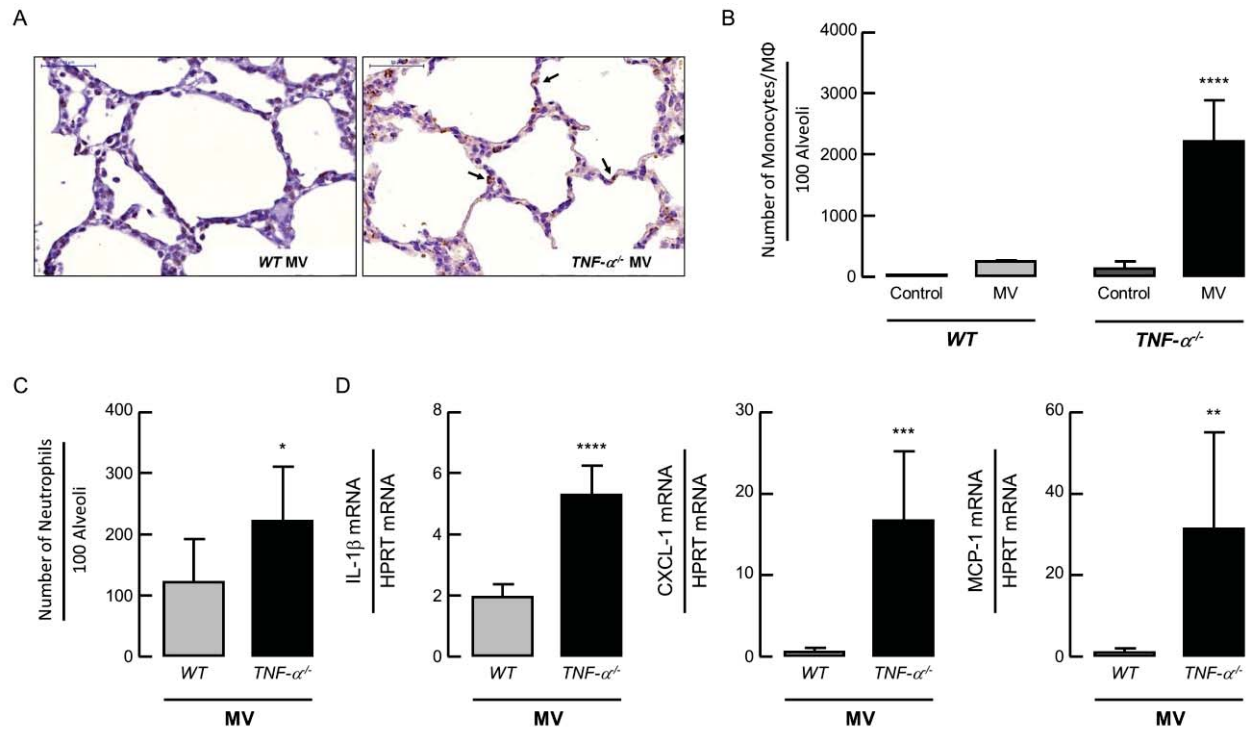 A
WT MV
TNF-α-/- MV
B
Number of Monocytes/MΦ
100 Alveoli
4000
3000
2000
1000
0
****
Control
MV
Control
MV
WT
TNF-α-/-
C
Number of Neutrophils
100 Alveoli
400
300
200
100
0
*
WT
TNF-α-/-
MV
D
IL-1β mRNA
HPRT mRNA
8
6
4
2
0
****
WT
TNF-α-/-
MV
CXCL-1 mRNA
HPRT mRNA
30
20
10
0
***
WT
TNF-α-/-
MV
MCP-1 mRNA
HPRT mRNA
60
40
20
0
**
WT
TNF-α-/-
MV